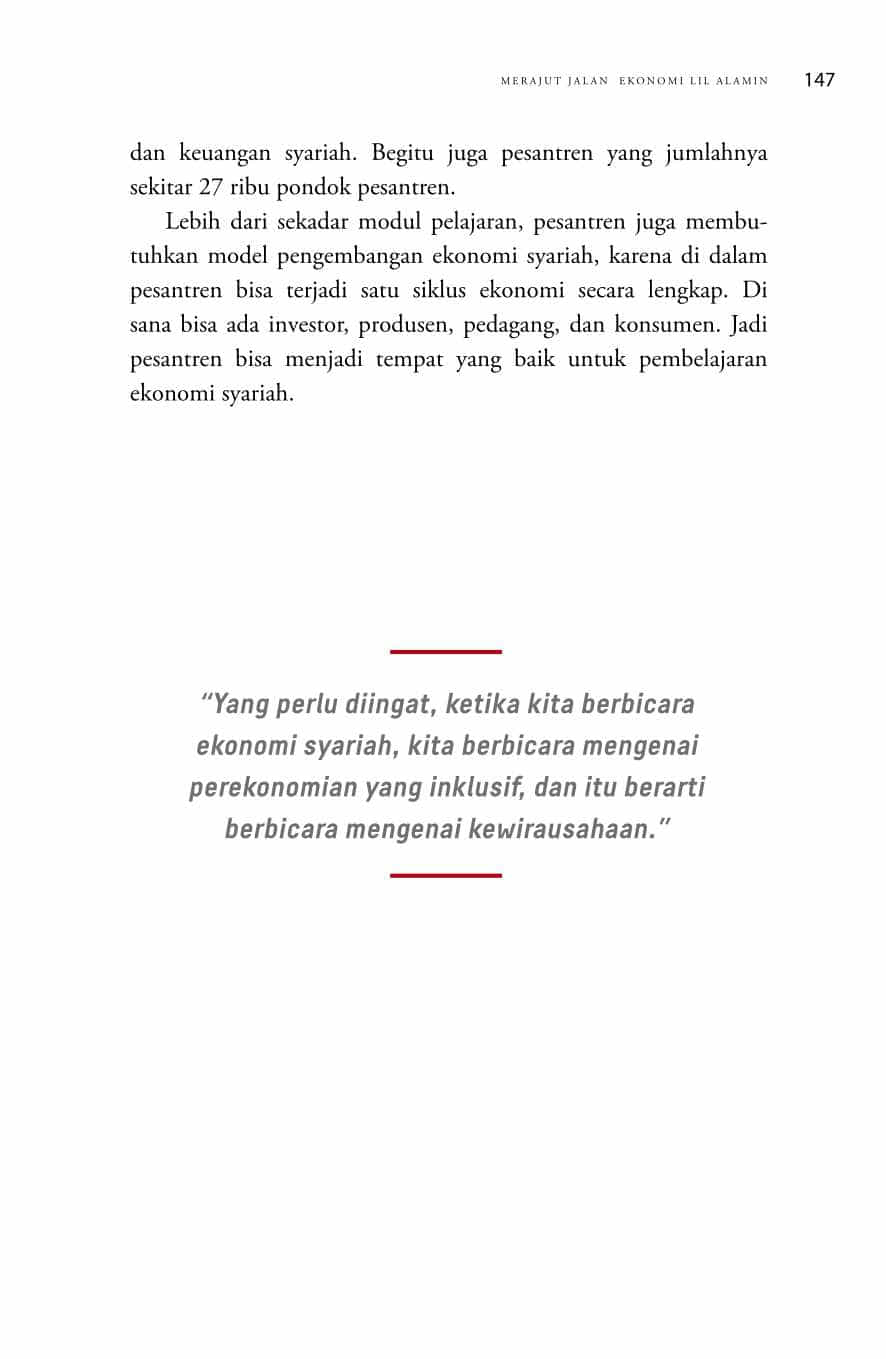 MERAJUT JALAN EKONOMI LIL ALAMIN 147
dan keuangan syariah. Begitu juga pesantren yang jumlahnya
sekitar 27 ribu pondok pesantren.
Lebih dari sekadar modul pelajaran, pesantren juga membu-
tuhkan model pengembangan ekonomi syariah, karena di dalam
pesantren bisa terjadi satu siklus ekonomi secara lengkap. Di
sana bisa ada investor, produsen, pedagang, dan konsumen. Jadi
pesantren bisa menjadi tempat yang baik untuk pembelajaran
ekonomi syariah.
“Yang perlu diingat, ketika kita berbicara
ekonomi syariah, kita berbicara mengenai
perekonomian yang inklusif, dan itu berarti
berbicara mengenai kewirausahaan.”